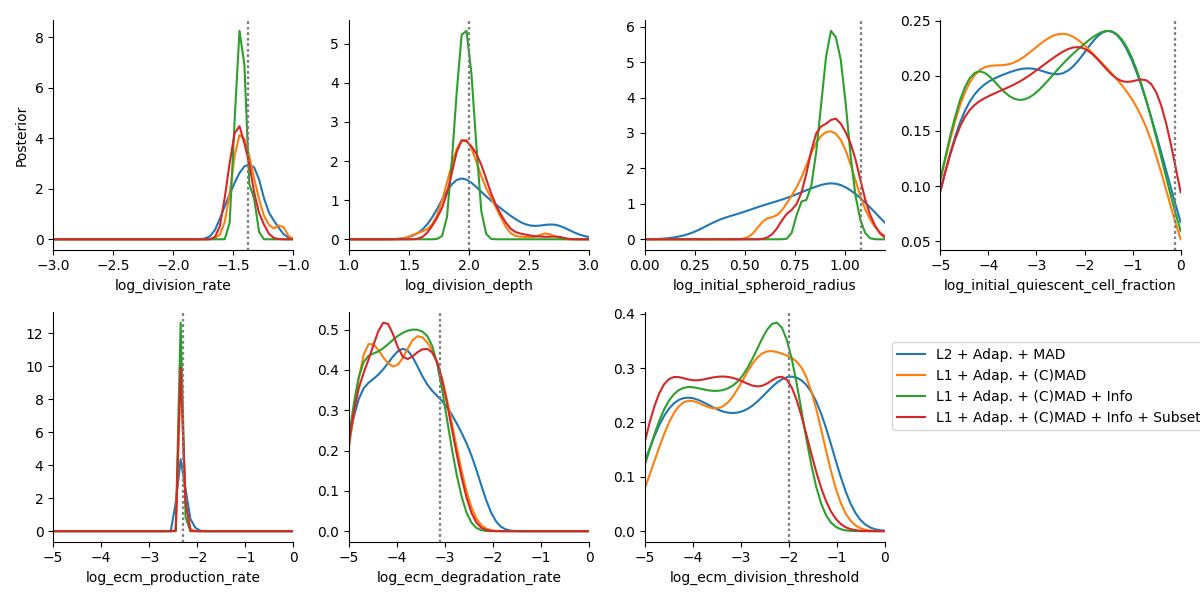 Posterior
8
6
4
2
0
−3.0 −2.5 −2.0 −1.5 −1.0
log_division_rate
5
4
3
2
1
0
1.0 1.5 2.0 2.5 3.0
log_division_depth
6
5
4
3
2
1
0
0.00 0.25 0.50 0.75 1.00
log_initial_spheroid_radius
0.25
0.20
0.15
0.10
0.05
−5 −4 −3 −2 −1 0
log_initial_quiescent_cell_fraction
12
10
8
6
4
2
0
−5 −4 −3 −2 −1 0
log_ecm_production_rate
0.5
0.4
0.3
0.2
0.1
0.0
−5 −4 −3 −2 −1 0
log_ecm_degradation_rate
0.4
0.3
0.2
0.1
0.0
−5 −4 −3 −2 −1 0
log_ecm_division_threshold
L2 + Adap. + MAD
L1 + Adap. + (C)MAD
L1 + Adap. + (C)MAD + Info
L1 + Adap. + (C)MAD + Info + Subset